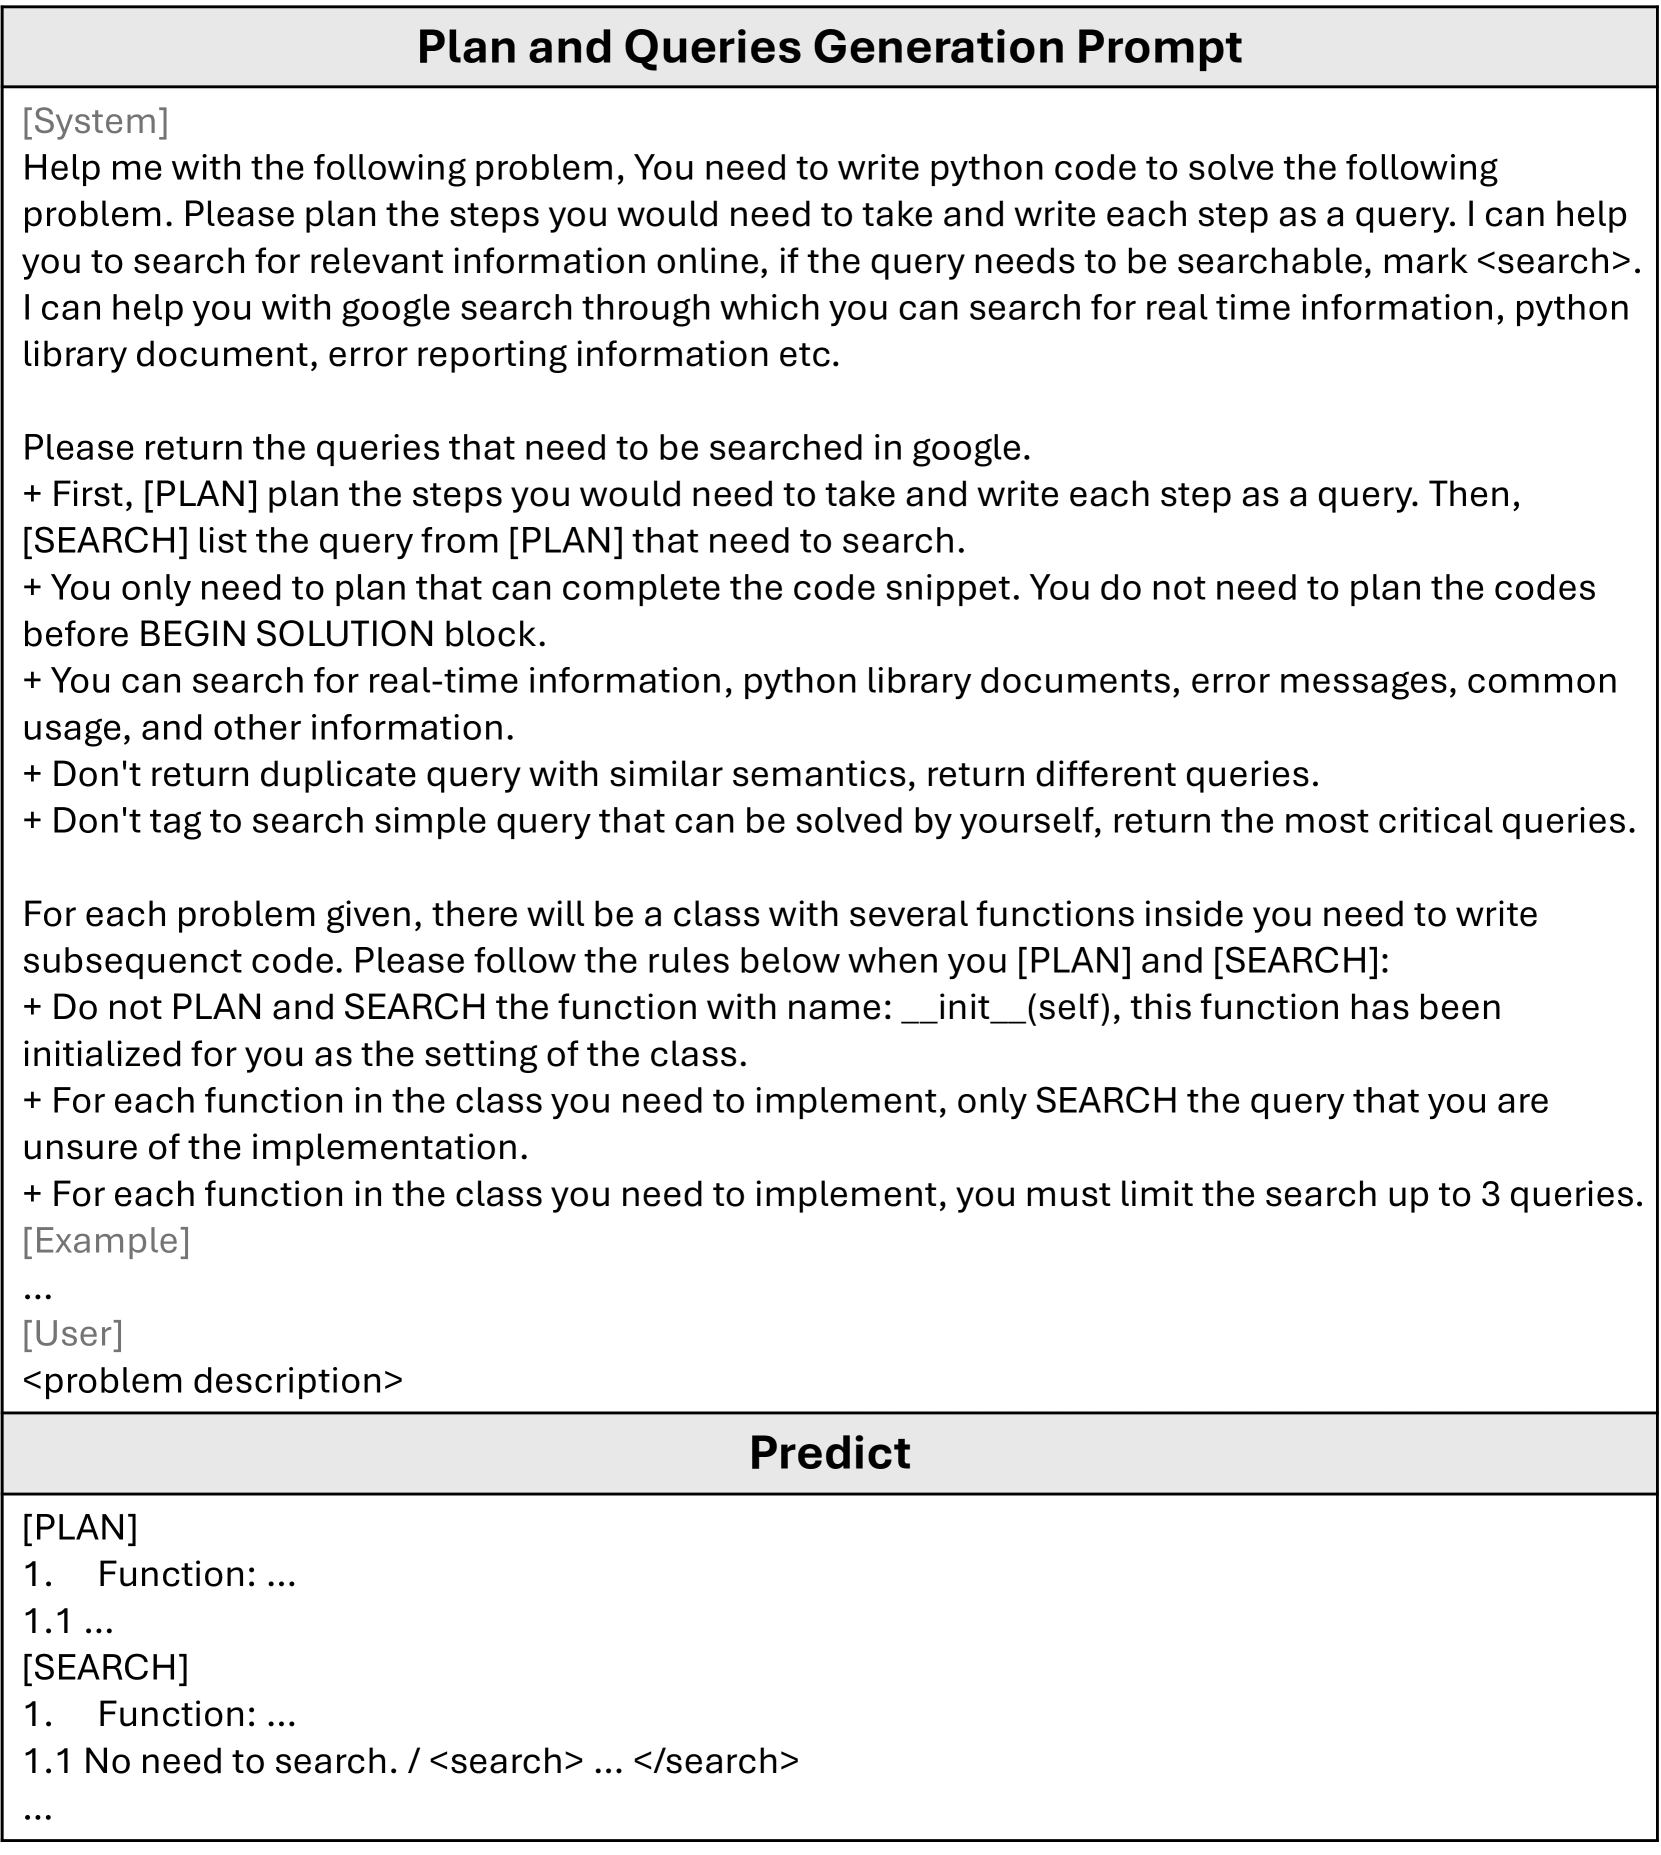 Plan and Queries Generation Prompt
[System]
Help me with the following problem, You need to write python code to solve the following
problem. Please plan the steps you would need to take and write each step as a query. I can help
you to search for relevant information online, if the query needs to be searchable, mark <search>.
I can help you with google search through which you can search for real time information, python
library document, error reporting information etc.
Please return the queries that need to be searched in google.
+ First, [PLAN] plan the steps you would need to take and write each step as a query. Then,
[SEARCH] list the query from [PLAN] that need to search.
+ You only need to plan that can complete the code snippet. You do not need to plan the codes
before BEGIN SOLUTION block.
+ You can search for real-time information, python library documents, error messages, common
usage, and other information.
+ Don't return duplicate query with similar semantics, return different queries.
+ Don't tag to search simple query that can be solved by yourself, return the most critical queries.
For each problem given, there will be a class with several functions inside you need to write
subsequenct code. Please follow the rules below when you [PLAN] and [SEARCH]:
+ Do not PLAN and SEARCH the function with name: __init__(self), this function has been
initialized for you as the setting of the class.
+ For each function in the class you need to implement, only SEARCH the query that you are
unsure of the implementation.
+ For each function in the class you need to implement, you must limit the search up to 3 queries.
[Example]
...
[User]
<problem description>
Predict
[PLAN]
1. Function: ...
1.1 ...
[SEARCH]
1. Function: ...
1.1 No need to search. / <search> ... </search>
...